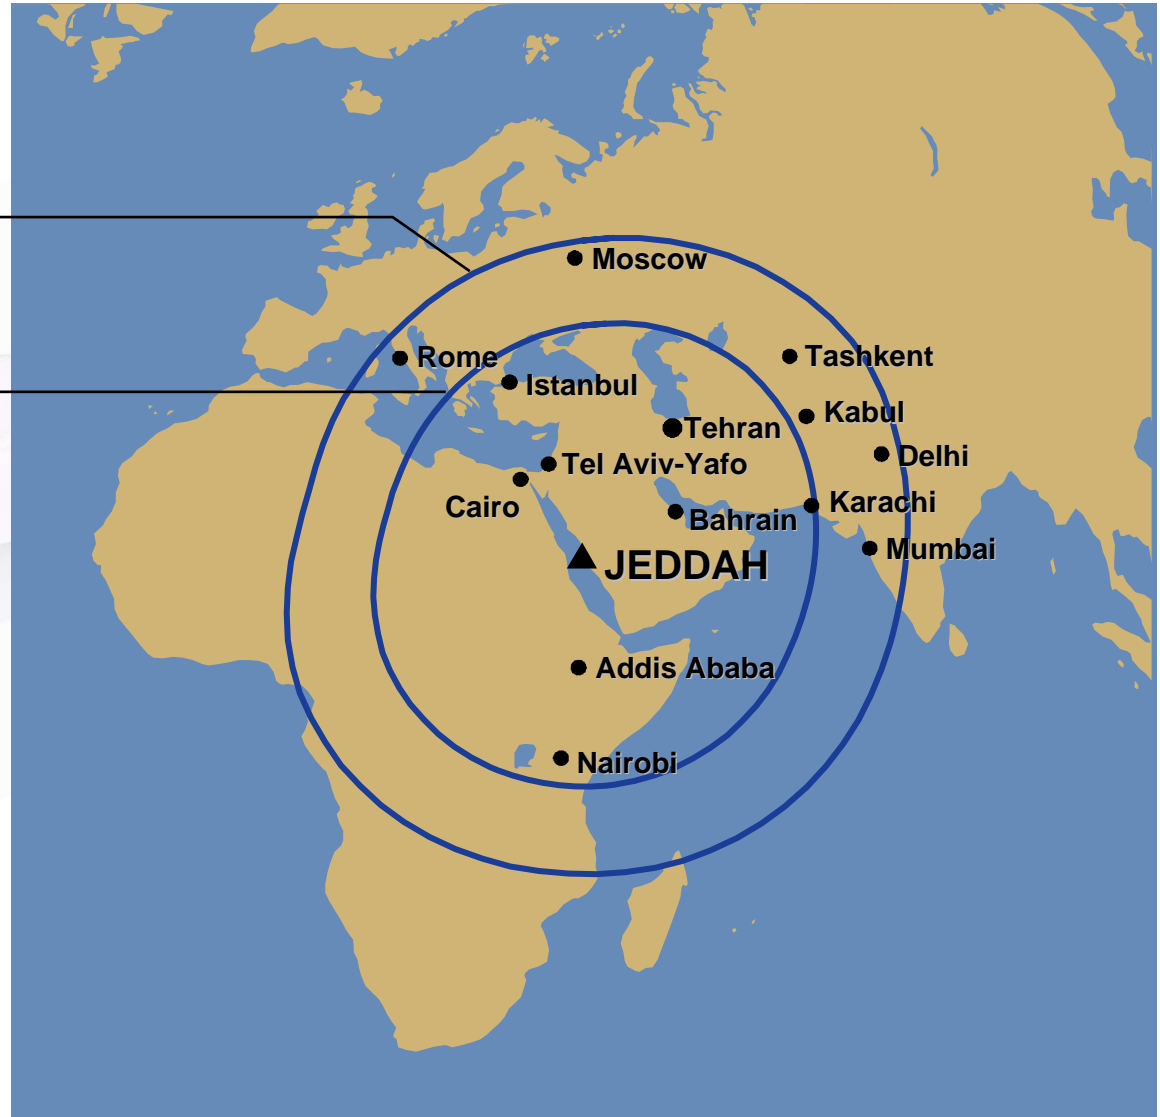 Moscow
Rome
Tashkent
Istanbul
Kabul
Tehran
Delhi
Tel Aviv-Yafo
Cairo
Karachi
Bahrain
Mumbai
JEDDAH
Addis Ababa
Nairobi